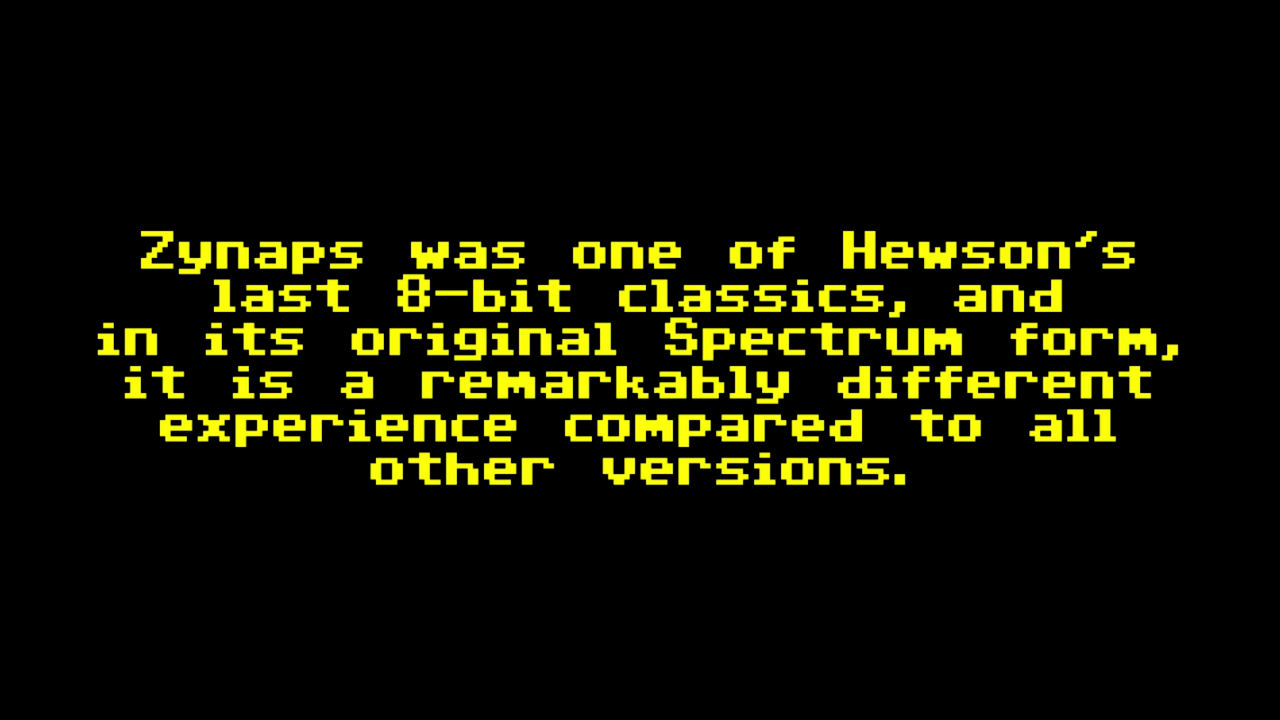 Zynaps was one of Hewson's
last 8-bit classics, and
in its original Spectrum form,
it is a remarkably different
experience compared to all
other versions.